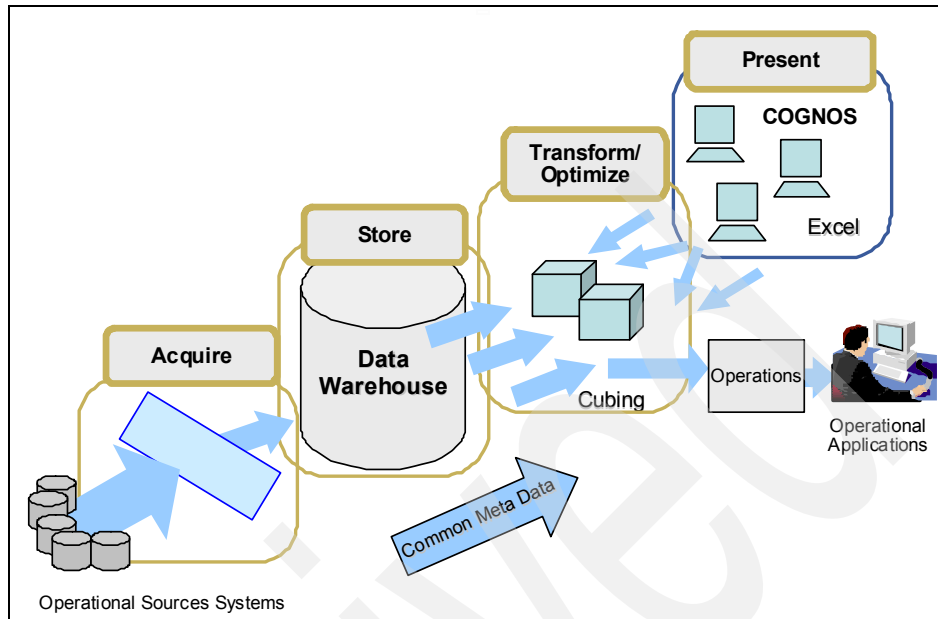 Present
COGNOS
Excel
Transform/
Optimize
Store
Data
Warehouse
Acquire
Cubing
Operations
Operational
Applications
Common Meta Data
Operational Sources Systems